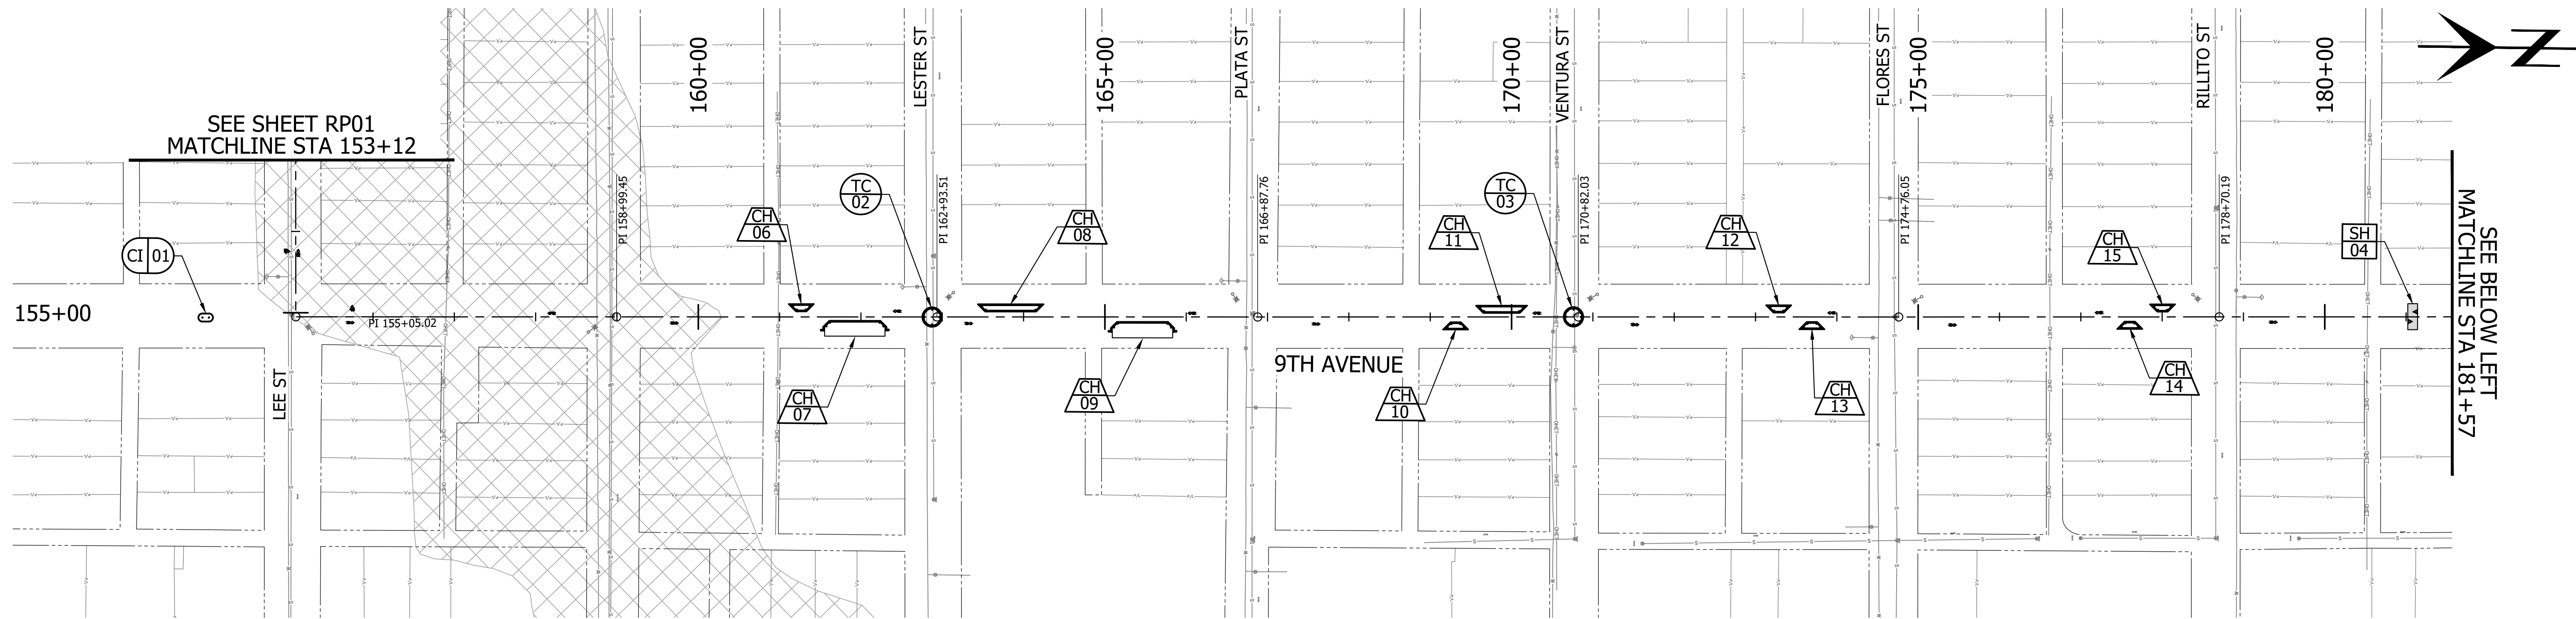 SEE SHEET RP01
MATCHLINE STA 153+12
160+00
LESTER ST
165+00
PLATA ST
170+00
VENTURA ST
FLORES ST
175+00
RILLITO ST
180+00
N
PI 158+99.45
PI 162+93.51
PI 166+87.76
PI 170+82.03
PI 174+76.05
PI 178+70.19
CH
06
TC
02
CH
08
CH
11
TC
03
CH
12
CH
15
SH
04
CI 01
155+00
PI 155+05.02
LEE ST
CH
07
CH
09
9TH AVENUE
CH
10
CH
13
CH
14
SEE BELOW LEFT
MATCHLINE STA 181+57